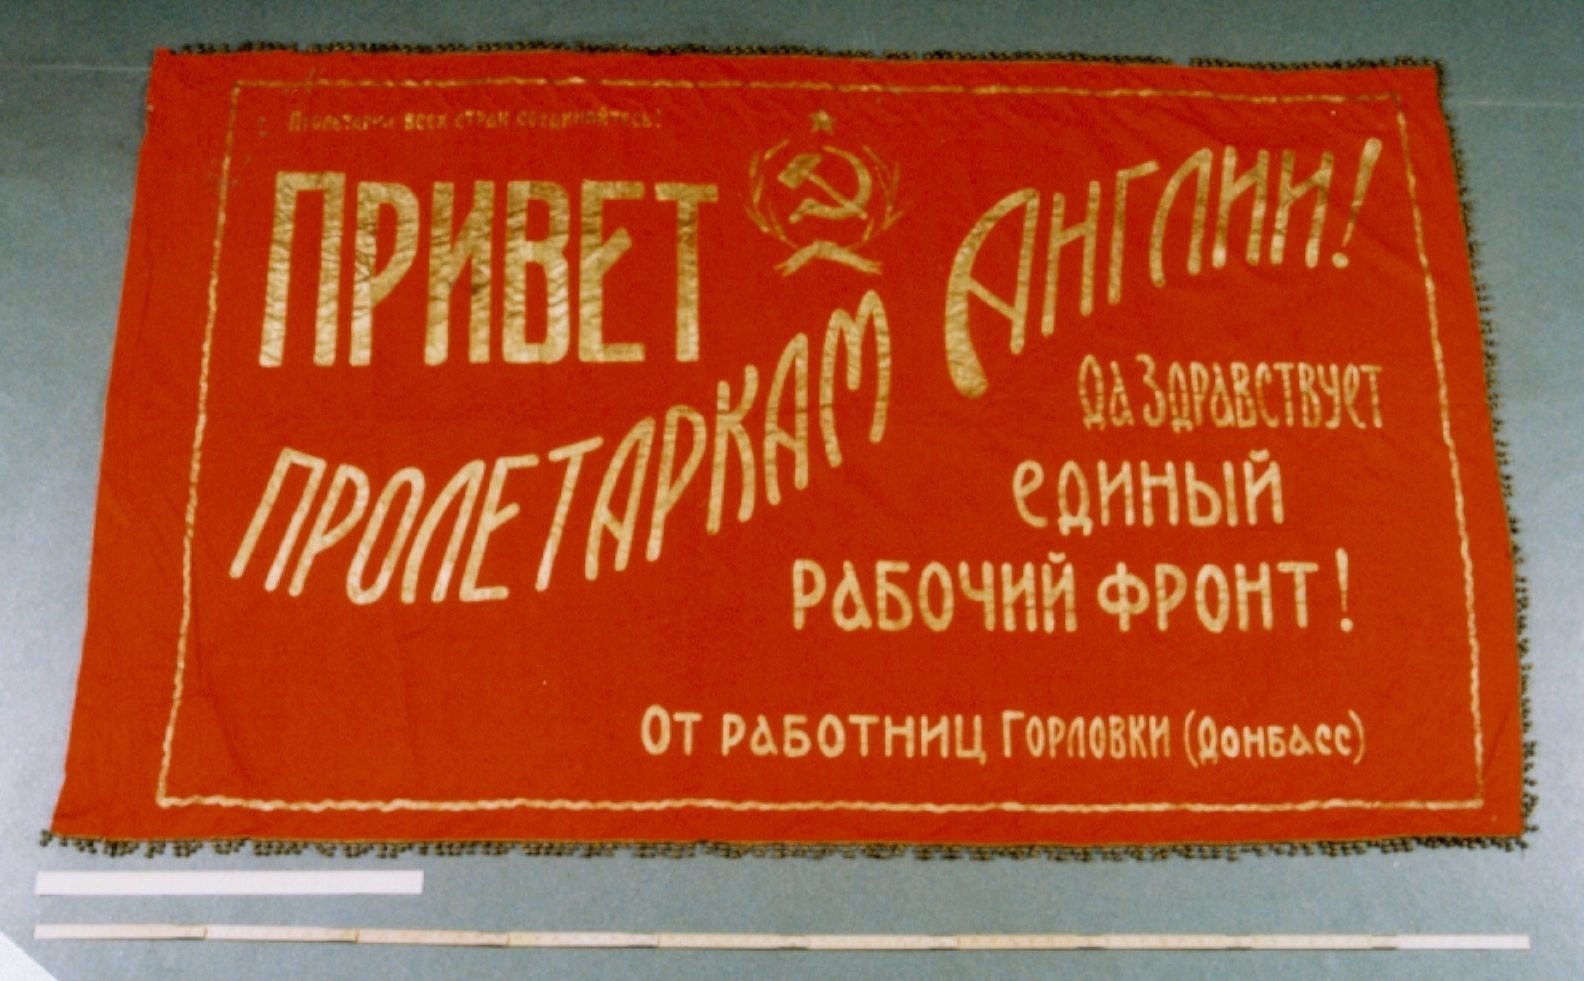 Пролетарии всех стран соединяйтесь!
ПРИВЕТ
ПРОЛЕТАРКАМ
АНГЛИИ!
Да Здравствует
единый
рабочий фронт!
От работниц Горловки (Донбасс)